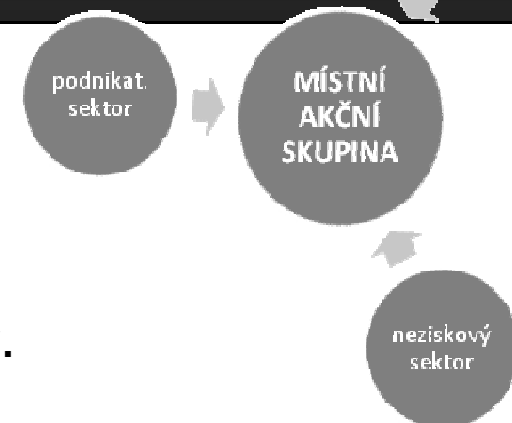 podnikat.
sektor
MÍSTNÍ
AKČNÍ
SKUPINA
neziskový
sektor
.